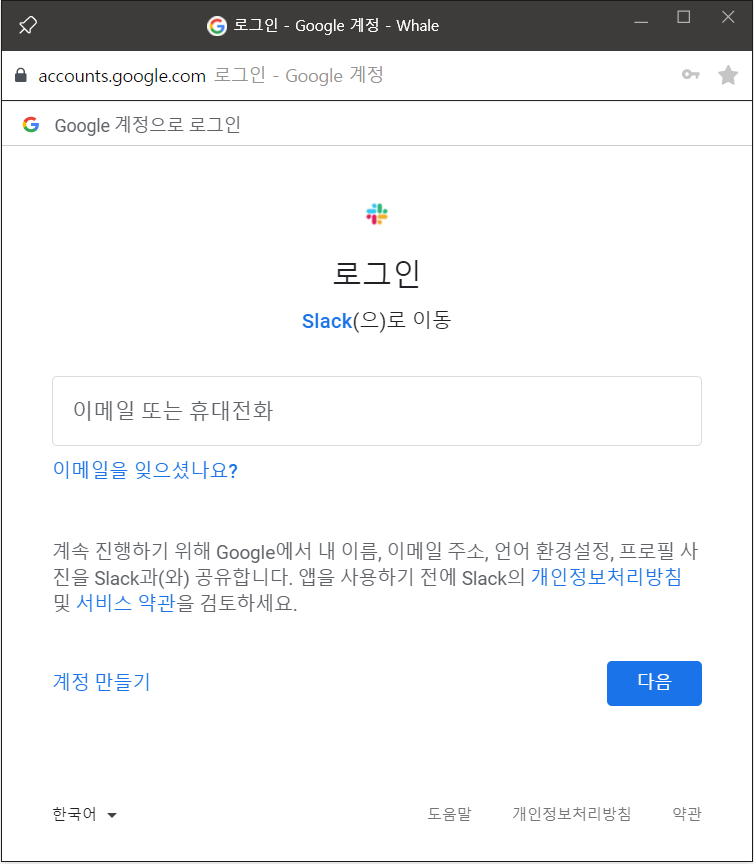 로그인 - Google 계정 - Whale
accounts.google.com 로그인 - Google 계정
Google 계정으로 로그인
로그인
Slack(으)로 이동
이메일 또는 휴대전화
이메일을 잊으셨나요?
계속 진행하기 위해 Google에서 내 이름, 이메일 주소, 언어 환경설정, 프로필 사
진을 Slack과(와) 공유합니다. 앱을 사용하기 전에 Slack의 개인정보처리방침
및 서비스 약관을 검토하세요.
계정 만들기 다음
한국어 도움말 개인정보처리방침 약관